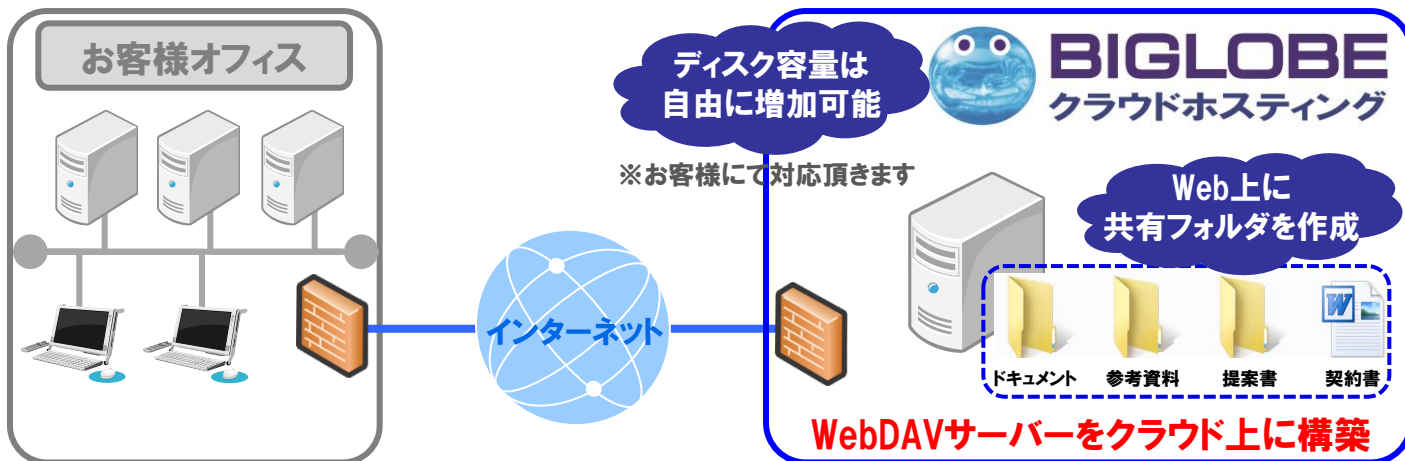 お客様オフィス
ディスク容量は
自由に増加可能
※お客様にて対応頂きます
BIGLOBE
クラウドホスティング
Web上に
共有フォルダを作成
インターネット
W
ドキュメント 参考資料 提案書 契約書
WebDAVサーバーをクラウド上に構築